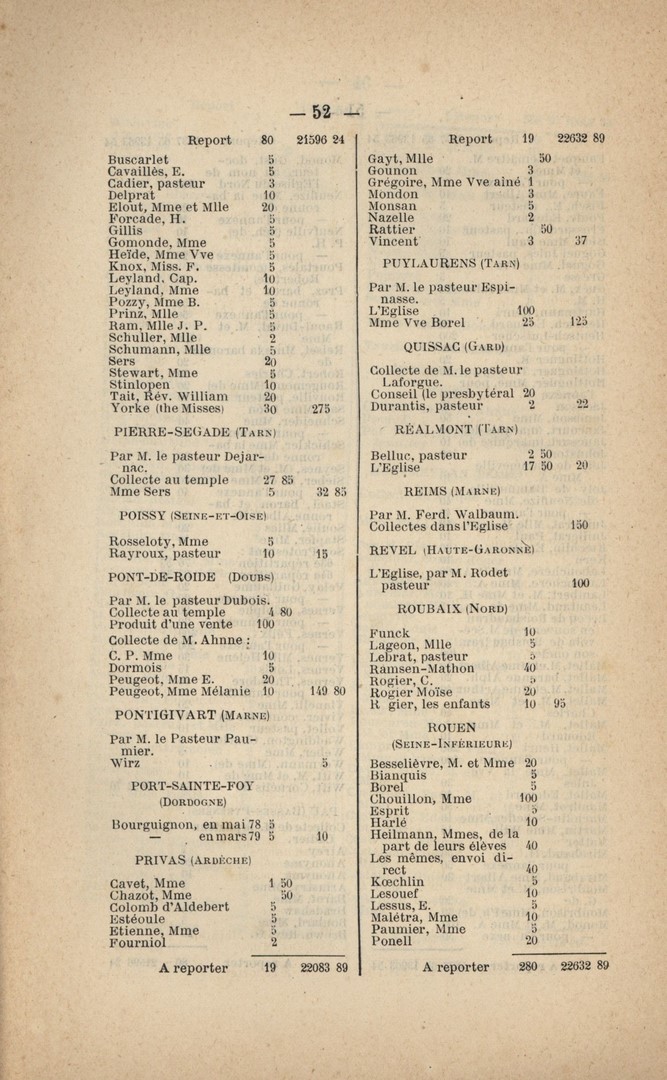 — 52 —
Report 80 21596 24
Buscarlet 5
Cavaillès, E. 5
Cadier, pasteur 3
Delprat 10
Elout, Mme et Mlle 20
Forcade, H. 5
Gillis 5
Gomonde, Mme 5
Heïde, Mme Vve 5
Knox, Miss. F. 5
Leyland, Cap. 10
Leyland, Mme 10
Pozzy, Mme B. 5
Prinz, Mlle 5
Ram, Mlle J. P. 5
Schuller, Mlle 2
Schumann, Mlle 5
Sers 20
Stewart, Mme 5
Stinlopen 10
Tait, Rév. William 20
Yorke (the Misses) 30 275
PIERRE-SEGADE (TARN)
Par M. le pasteur Dejar-
nac.
Collecte au temple 27 85
Mme Sers 5 32 85
POISSY (SEINE-ET-OISE)
Rosseloty, Mme 5
Rayroux, pasteur 10 15
PONT-DE-ROIDE (DOUBS)
Par M. le pasteur Dubois.
Collecte au temple 4 80
Produit d'une vente 100
Collecte de M. Ahnne :
C. P. Mme 10
Dormois 5
Peugeot, Mme E. 20
Peugeot, Mme Mélanie 10 149 80
PONTIGIVART (MARNE)
Par M. le Pasteur Pau-
mier.
Wirz 5
PORT-SAINTE-FOY
(DORDOGNE)
Bourguignon, en mai 78 5
— en mars 79 5 10
PRIVAS (ARDÈCHE)
Cavet, Mme 1 50
Chazot, Mme 50
Colomb d'Aldebert 5
Estéoule 5
Etienne, Mme 5
Fourniol 2
A reporter 19 22083 89
Report 19 22632 89
Gayt, Mlle 50
Gounon 3
Grégoire, Mme Vve ainé 1
Mondon 3
Monsan 5
Nazelle 2
Rattier 50
Vincent 3 37
PUYLAURENS (TARN)
Par M. le pasteur Espi-
nasse.
L'Eglise 100
Mme Vve Borel 25 125
QUISSAC (GARD)
Collecte de M. le pasteur
Laforgue.
Conseil (le presbytéral 20
Durantis, pasteur 2 22
RÉALMONT (TARN)
Belluc, pasteur 2 50
L'Eglise 17 50 20
REIMS (MARNE)
Par M. Ferd. Walbaum.
Collectes dans l'Eglise 150
REVEL (HAUTE-GARONNE)
L'Eglise, par M. Rodet
pasteur 100
ROUBAIX (NORD)
Funck 10
Lageon, Mlle 5
Lebrat, pasteur 5
Ramsen-Mathon 40
Rogier, C. 5
Rogier Moïse 20
R gier, les enfants 10 95
ROUEN
(SEINE-INFÉRIEURE)
Besselièvre, M. et Mme 20
Bianquis 5
Borel 5
Chouillon, Mme 100
Esprit 5
Harlé 10
Heilmann, Mmes, de la
part de leurs élèves 40
Les mêmes, envoi di-
rect 40
Kœchlin 5
Lesouef 10
Lessus, E. 5
Malétra, Mme 10
Paumier, Mme 5
Ponell 20
A reporter 280 22632 89